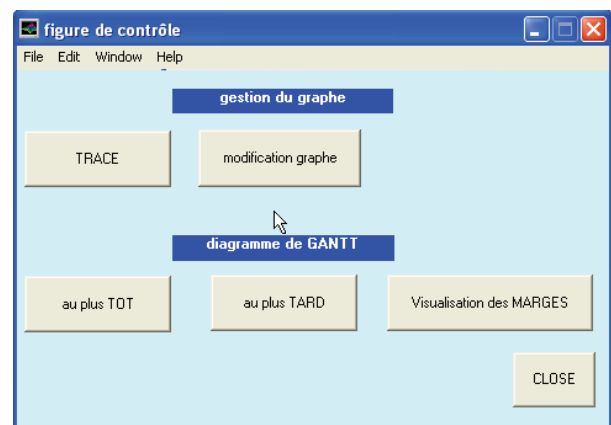 figure de contrôle
File Edit Window Help
gestion du graphe
TRACE modification graphe
diagramme de GANTT
au plus TOT au plus TARD Visualisation des MARGES
CLOSE